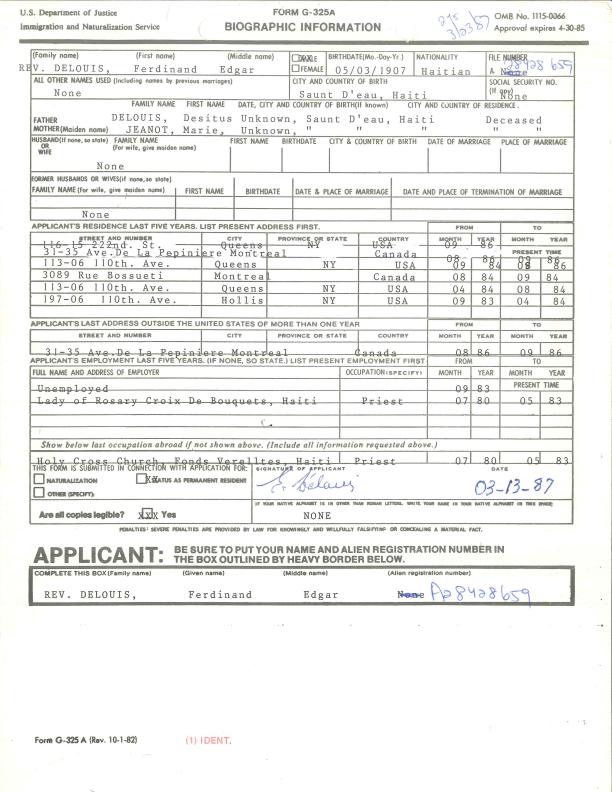 U.S. Department of Justice
Immigration and Naturalization Service
FORM G-325A
BIOGRAPHIC INFORMATION
3/23/87
OMB No. 1115-0066
Approval expires 4-30-85
(Family name) (First name) (Middle name) MALE FEMALE BIRTHDATE(Mo.-Day-Yr.) NATIONALITY FILE NUMBER
REV. DELOUIS, Ferdinand Edgar 05/03/1907 Haitian A None 28428 659
ALL OTHER NAMES USED (Including names by previous marriages) CITY AND COUNTRY OF BIRTH SOCIAL SECURITY NO. (If any)
None Saunt D'eau, Haiti None
FAMILY NAME FIRST NAME DATE, CITY AND COUNTRY OF BIRTH(If known) CITY AND COUNTRY OF RESIDENCE.
FATHER DELOUIS, Desitus Unknown, Saunt D'eau, Haiti Deceased
MOTHER(Maiden name) JEANOT, Marie, Unknown, " " " " "
HUSBAND(If none, so state) OR WIFE FAMILY NAME (For wife, give maiden name) FIRST NAME BIRTHDATE CITY & COUNTRY OF BIRTH DATE OF MARRIAGE PLACE OF MARRIAGE
None
FORMER HUSBANDS OR WIVES(if none, so state)
FAMILY NAME (For wife, give maiden name) FIRST NAME BIRTHDATE DATE & PLACE OF MARRIAGE DATE AND PLACE OF TERMINATION OF MARRIAGE
None
APPLICANT'S RESIDENCE LAST FIVE YEARS. LIST PRESENT ADDRESS FIRST. FROM TO
STREET AND NUMBER CITY PROVINCE OR STATE COUNTRY MONTH YEAR MONTH YEAR
116-15 222nd. St. Queens NY USA 09 86 PRESENT TIME
31-35 Ave.De La Pepiniere Montreal Canada 08 86 09 86
113-06 110th. Ave. Queens NY USA 09 84 08 86
3089 Rue Bossueti Montreal Canada 08 84 09 84
113-06 110th. Ave. Queens NY USA 04 84 08 84
197-06 110th. Ave. Hollis NY USA 09 83 04 84
APPLICANT'S LAST ADDRESS OUTSIDE THE UNITED STATES OF MORE THAN ONE YEAR FROM TO
STREET AND NUMBER CITY PROVINCE OR STATE COUNTRY MONTH YEAR MONTH YEAR
31-35 Ave.De La Pepiniere Montreal Canada 08 86 09 86
APPLICANT'S EMPLOYMENT LAST FIVE YEARS. (IF NONE, SO STATE.) LIST PRESENT EMPLOYMENT FIRST FROM TO
FULL NAME AND ADDRESS OF EMPLOYER OCCUPATION(SPECIFY) MONTH YEAR MONTH YEAR
Unemployed 09 83 PRESENT TIME
Lady of Rosary Croix De Bouquets, Haiti Priest 07 80 05 83
Show below last occupation abroad if not shown above. (Include all information requested above.)
Holy Cross Church, Fonds Veralltes, Haiti Priest 07 80 05 83
THIS FORM IS SUBMITTED IN CONNECTION WITH APPLICATION FOR: SIGNATURE OF APPLICANT DATE
NATURALIZATION XX STATUS AS PERMANENT RESIDENT
OTHER (SPECIFY):
03-13-87
IF YOUR NATIVE ALPHABET IS IN OTHER THAN ROMAN LETTERS, WRITE YOUR NAME IN YOUR NATIVE ALPHABET IN THIS SPACE:
Are all copies legible? XXX Yes NONE
PENALTIES: SEVERE PENALTIES ARE PROVIDED BY LAW FOR KNOWINGLY AND WILLFULLY FALSIFYING OR CONCEALING A MATERIAL FACT.
APPLICANT: BE SURE TO PUT YOUR NAME AND ALIEN REGISTRATION NUMBER IN
THE BOX OUTLINED BY HEAVY BORDER BELOW.
COMPLETE THIS BOX(Family name) (Given name) (Middle name) (Alien registration number)
REV. DELOUIS, Ferdinand Edgar None A28428659
Form G-325 A (Rev. 10-1-82) (1) IDENT.